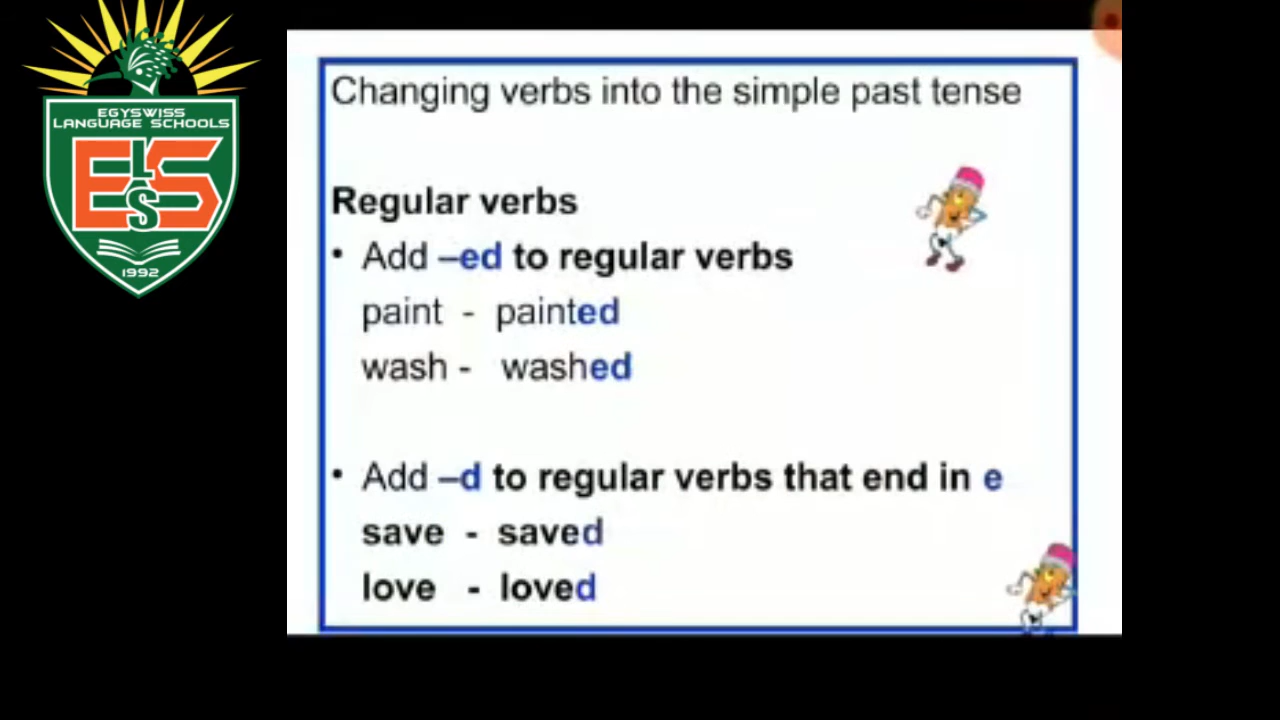 EGYSWISS
LANGUAGE SCHOOLS
ELS
&
S
1992
Changing verbs into the simple past tense
Regular verbs
• Add –ed to regular verbs
paint - painted
wash - washed
• Add –d to regular verbs that end in e
save - saved
love - loved